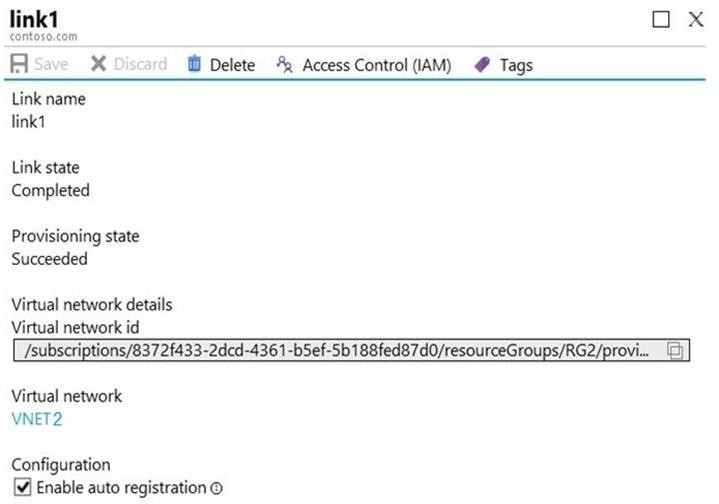 link1
contoso.com
Save Discard Delete Access Control (IAM) Tags
Link name
link1
Link state
Completed
Provisioning state
Succeeded
Virtual network details
Virtual network id
/subscriptions/8372f433-2dcd-4361-b5ef-5b188fed87d0/resourceGroups/RG2/provi...
Virtual network
VNET2
Configuration
Enable auto registration